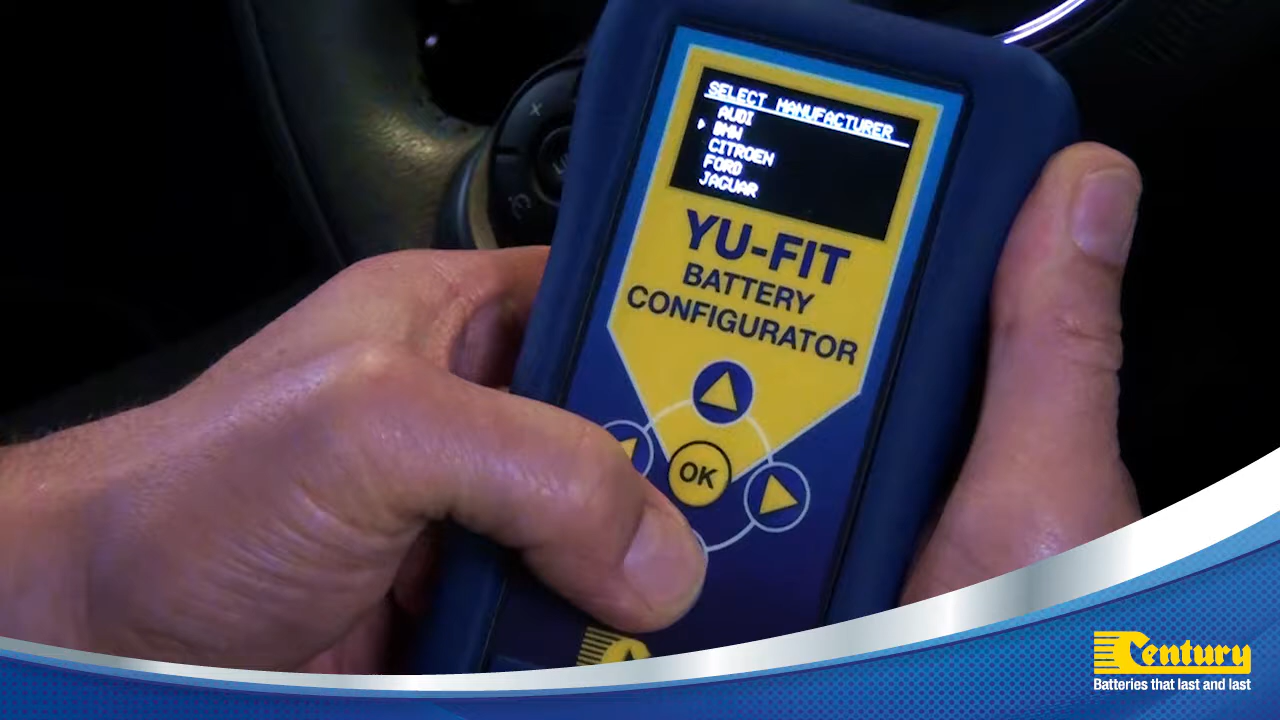 SELECT MANUFACTURER
AUDI
BMW
CITROEN
FORD
JAGUAR
YU-FIT
BATTERY
CONFIGURATOR
OK
Century
Batteries that last and last